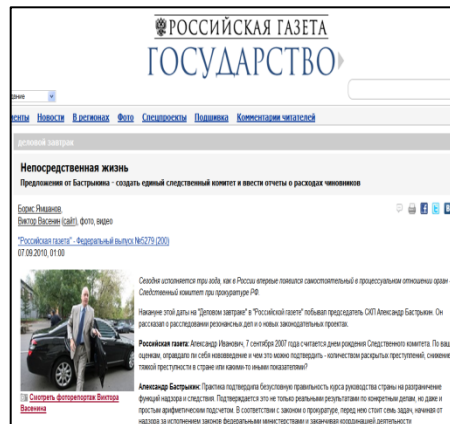 РОССИЙСКАЯ ГАЗЕТА
ГОСУДАРСТВО
дение
енты Новости В регионах Фото Спецпроекты Подшивка Комментарии читателей
деловой завтрак
Непосредственная жизнь
Предложения от Бастрыкина - создать единый следственный комитет и ввести отчеты о расходах чиновников
Борис Ямшанов,
Виктор Васенин (сайт), фото, видео
"Российская газета" - Федеральный выпуск №5279 (200)
07.09.2010, 01:00
Сегодня исполняется три года, как в России впервые появился самостоятельный в процессуальном отношении орган -
Следственный комитет при прокуратуре РФ.
Накануне этой даты на "Деловом завтраке" в "Российской газете" побывал председатель СКП Александр Бастрыкин. Он
рассказал о расследовании резонансных дел и о новых законодательных проектах.
Российская газета: Александр Иванович, 7 сентября 2007 года считается днем рождения Следственного комитета. По ваш
оценкам, оправдало ли себя нововведение и чем это можно подтвердить - количеством раскрытых преступлений, снижение
тяжкой преступности в стране или какими-то иными показателями?
Александр Бастрыкин: Практика подтвердила безусловную правильность курса руководства страны на разграничение
функций надзора и следствия. Подтверждается это не только реальными результатами по конкретным делам, но даже и
простым арифметическим подсчетом. В соответствии с законом о прокуратуре, перед нею стоит семь задач, начиная от
надзора за исполнением законов федеральными министерствами и заканчивая координацией деятельности
Смотреть фоторепортаж Виктора
Васенина